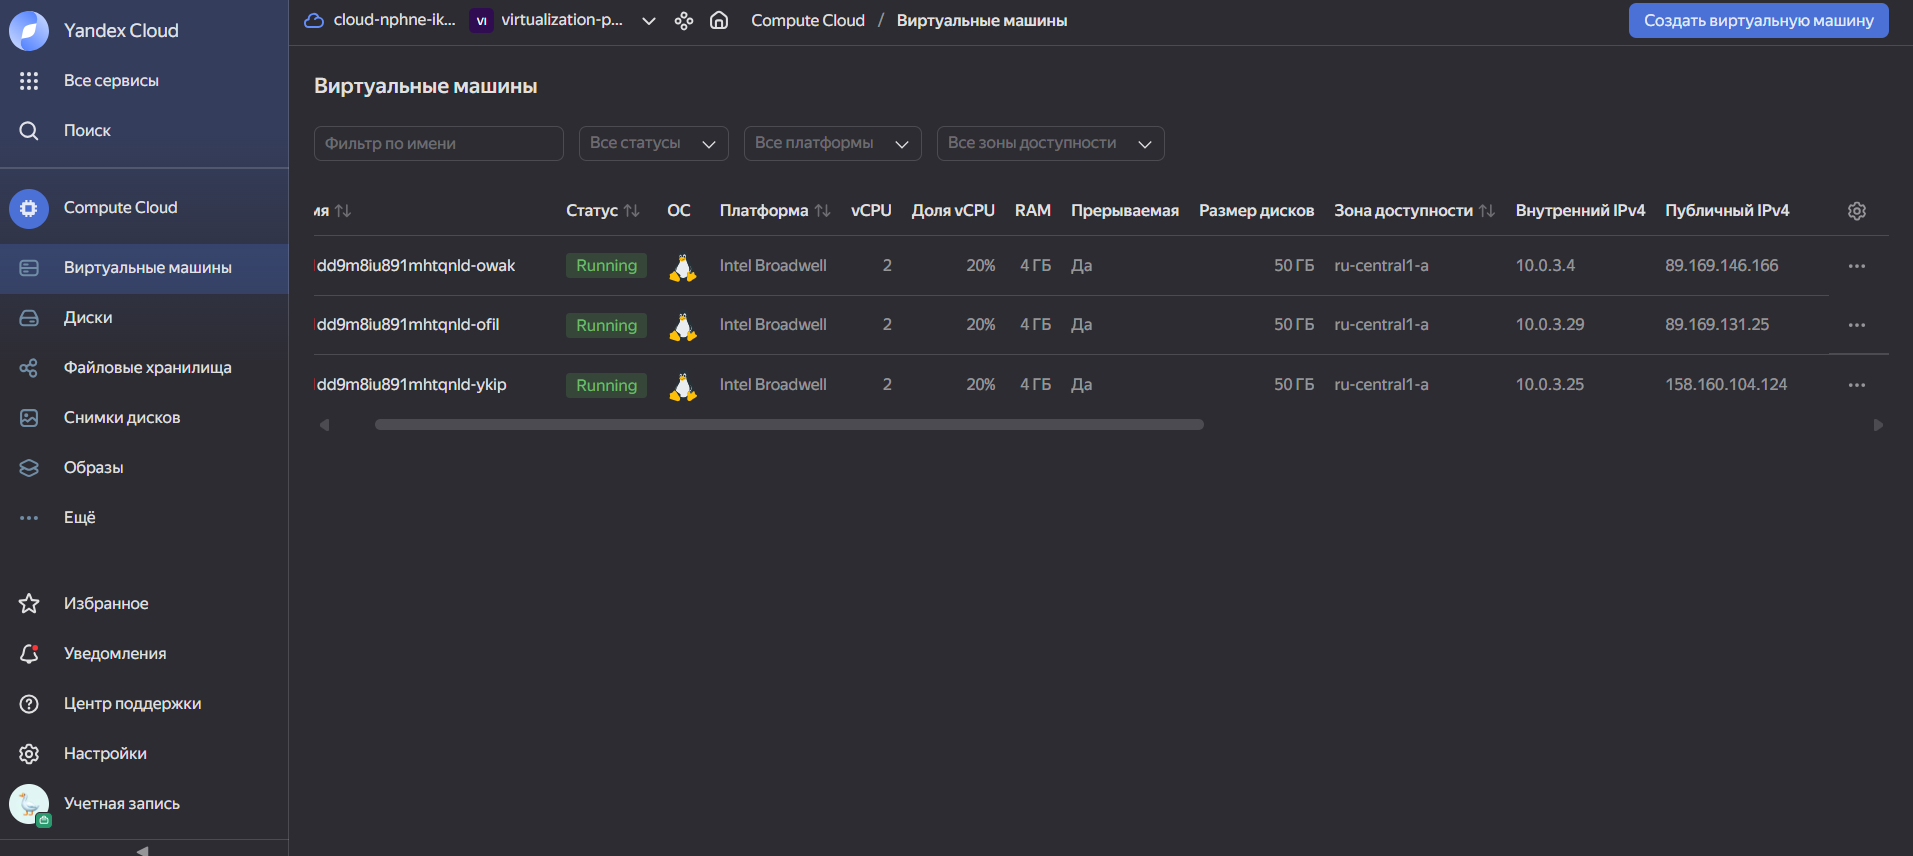 Yandex Cloud
Все сервисы
Поиск
Compute Cloud
Виртуальные машины
Диски
Файловые хранилища
Снимки дисков
Образы
Ещё
Избранное
Уведомления
Центр поддержки
Настройки
Учетная запись
cloud-nphne-ik... VI virtualization-p... Compute Cloud / Виртуальные машины Создать виртуальную машину
Виртуальные машины
Фильтр по имени Все статусы Все платформы Все зоны доступности
мя Статус ОС Платформа vCPU Доля vCPU RAM Прерываемая Размер дисков Зона доступности Внутренний IPv4 Публичный IPv4
dd9m8iu891mhtqnld-owak Running Intel Broadwell 2 20% 4 ГБ Да 50 ГБ ru-central1-a 10.0.3.4 89.169.146.166
dd9m8iu891mhtqnld-ofil Running Intel Broadwell 2 20% 4 ГБ Да 50 ГБ ru-central1-a 10.0.3.29 89.169.131.25
dd9m8iu891mhtqnld-ykip Running Intel Broadwell 2 20% 4 ГБ Да 50 ГБ ru-central1-a 10.0.3.25 158.160.104.124